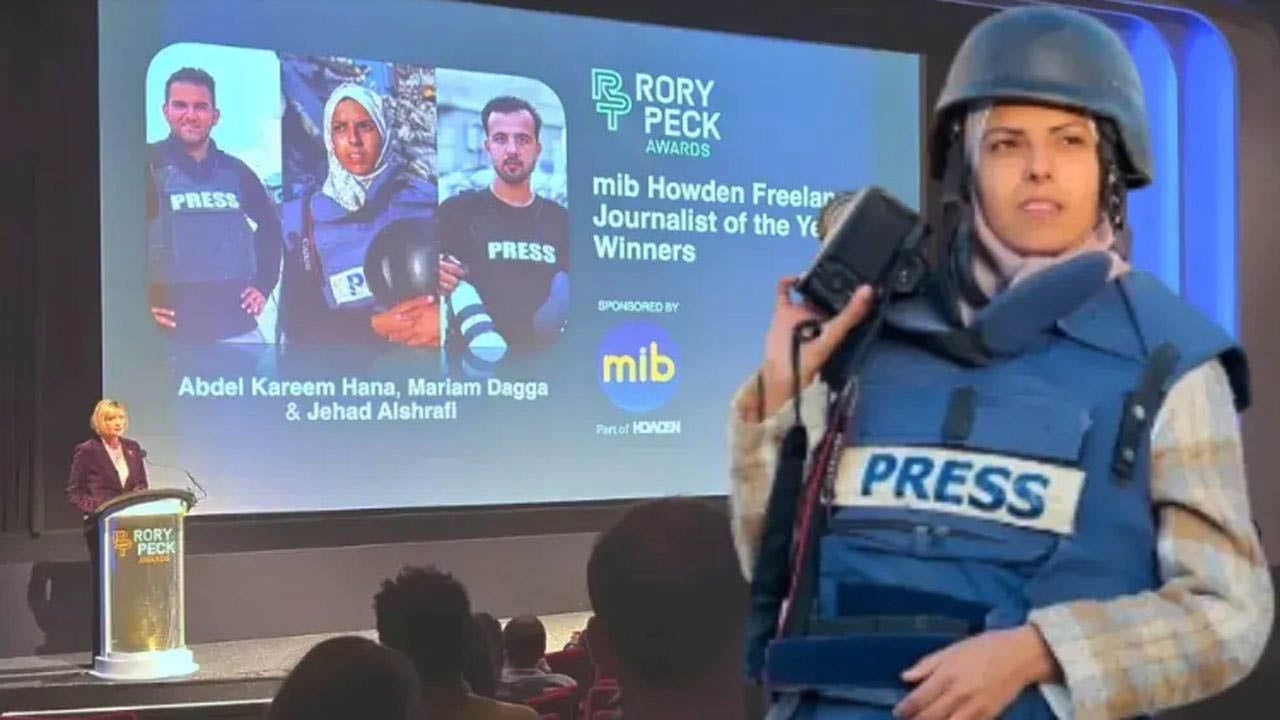 RORY
PECK
AWARDS
mib Howden Freelan
Journalist of the Ye
Winners
SPONSORED BY
mib
Part of HOWDEN
PRESS
P
PRESS
Abdel Kareem Hana, Mariam Dagga
& Jehad Alshrafi
RORY
PECK
AWARDS
PRESS